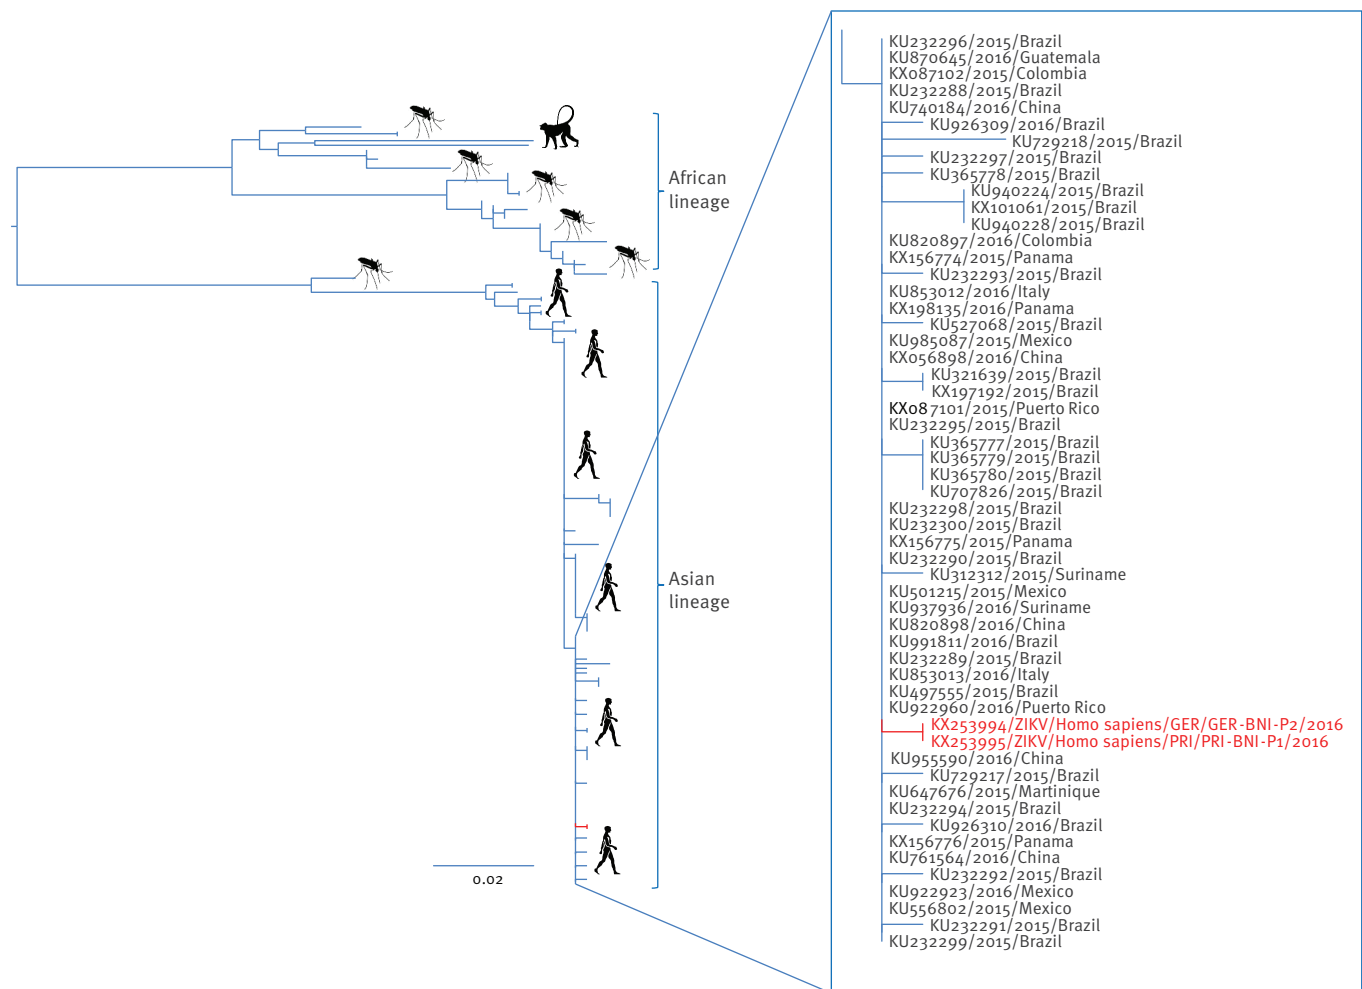 African
lineage
Asian
lineage
0.02
KU232296/2015/Brazil
KU870645/2016/Guatemala
KX087102/2015/Colombia
KU232288/2015/Brazil
KU740184/2016/China
KU926309/2016/Brazil
KU729218/2015/Brazil
KU232297/2015/Brazil
KU365778/2015/Brazil
KU940224/2015/Brazil
KX101061/2015/Brazil
KU940228/2015/Brazil
KU820897/2016/Colombia
KX156774/2015/Panama
KU232293/2015/Brazil
KU853012/2016/Italy
KX198135/2016/Panama
KU527068/2015/Brazil
KU985087/2015/Mexico
KX056898/2016/China
KU321639/2015/Brazil
KX197192/2015/Brazil
KX087101/2015/Puerto Rico
KU232295/2015/Brazil
KU365777/2015/Brazil
KU365779/2015/Brazil
KU365780/2015/Brazil
KU707826/2015/Brazil
KU232298/2015/Brazil
KU232300/2015/Brazil
KX156775/2015/Panama
KU232290/2015/Brazil
KU312312/2015/Suriname
KU501215/2015/Mexico
KU937936/2016/Suriname
KU820898/2016/China
KU991811/2016/Brazil
KU232289/2015/Brazil
KU853013/2016/Italy
KU497555/2015/Brazil
KU922960/2016/Puerto Rico
KX253994/ZIKV/Homo sapiens/GER/GER-BNI-P2/2016
KX253995/ZIKV/Homo sapiens/PRI/PRI-BNI-P1/2016
KU955590/2016/China
KU729217/2015/Brazil
KU647676/2015/Martinique
KU232294/2015/Brazil
KU926310/2016/Brazil
KX156776/2015/Panama
KU761564/2016/China
KU232292/2015/Brazil
KU922923/2016/Mexico
KU556802/2015/Mexico
KU232291/2015/Brazil
KU232299/2015/Brazil